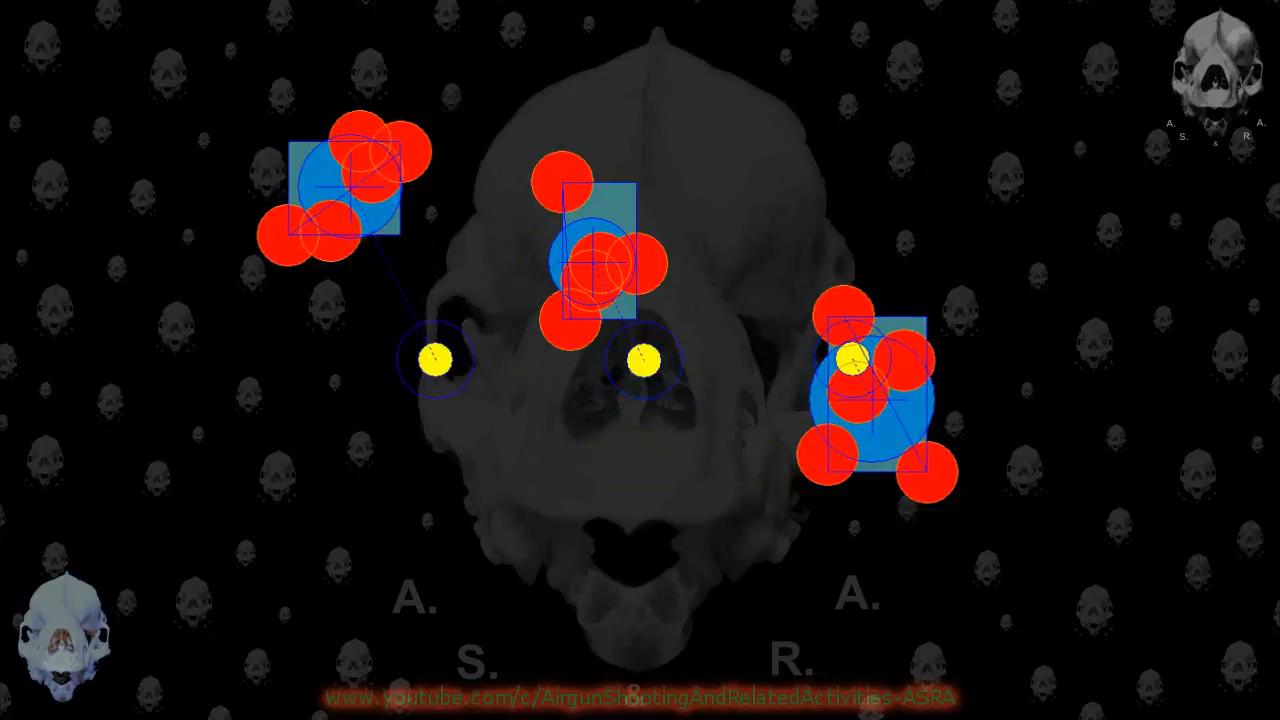 A. A.
S. R.
&
A. A.
S. R.
&
www.youtube.com/c/AirgunShootingAndRelatedActivities-ASRA